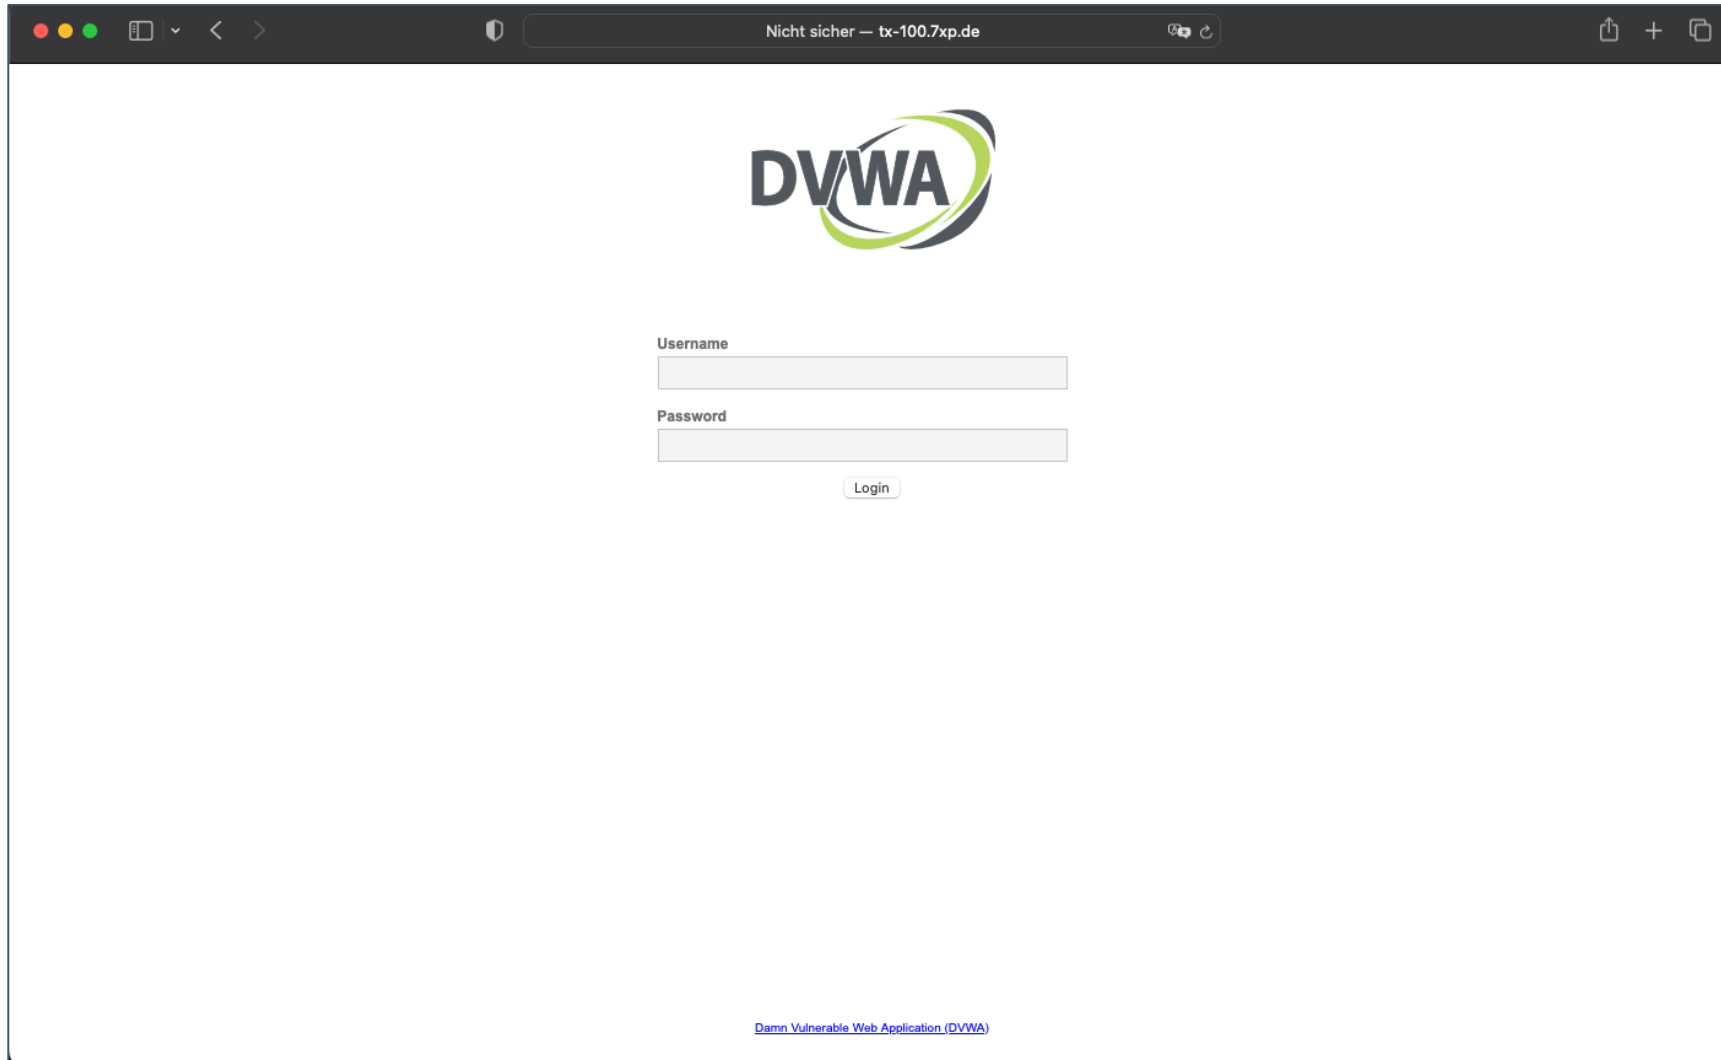 Nicht sicher — tx-100.7xp.de
DVWA
Username
Password
Login
Damn Vulnerable Web Application (DVWA)